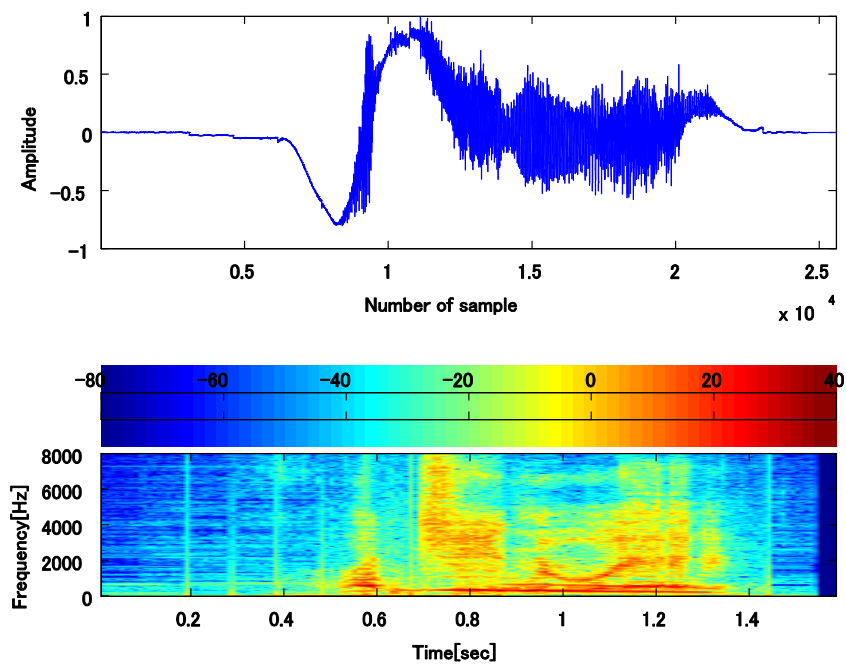 1
0.5
0
−0.5
−1
Amplitude
0.5 1 1.5 2 2.5
Number of sample
x 10 4
−80 −60 −40 −20 0 20 40
8000
6000
4000
2000
0
Frequency[Hz]
0.2 0.4 0.6 0.8 1 1.2 1.4
Time[sec]